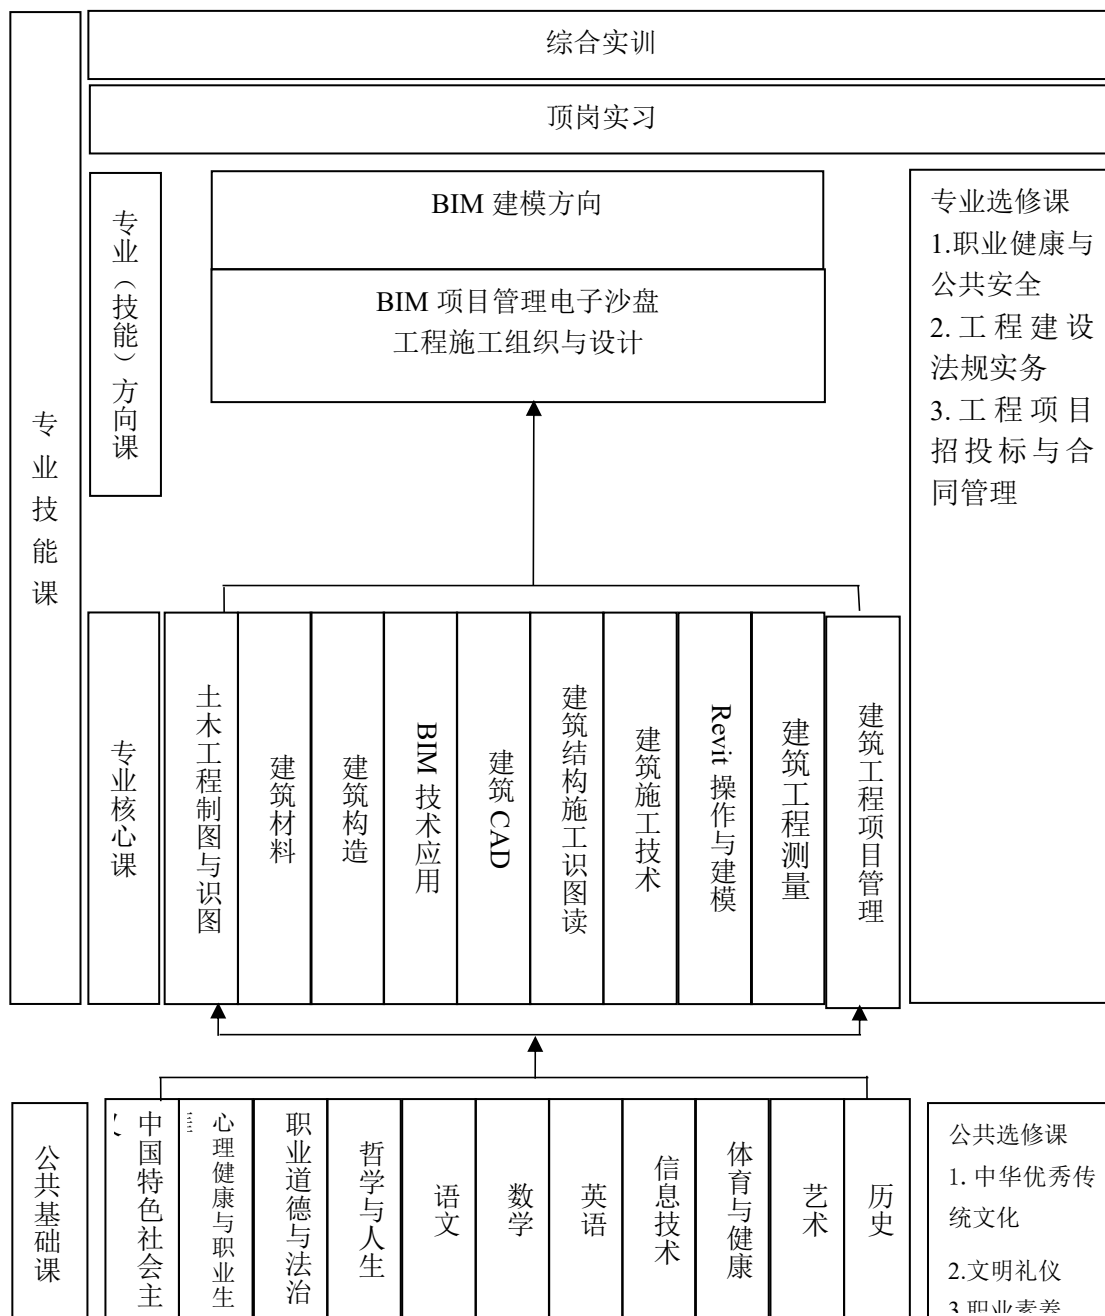 综合实训
顶岗实习
专业技能课
专业（技能）方向课
BIM 建模方向
BIM 项目管理电子沙盘
工程施工组织与设计
专业选修课
1.职业健康与
公共安全
2.工程建设
法规实务
3.工程项目
招投标与合
同管理
专业核心课
土木工程制图与识图
建筑材料
建筑构造
BIM 技术应用
建筑 CAD
建筑结构施工识图读
建筑施工技术
Revit 操作与建模
建筑工程测量
建筑工程项目管理
公共基础课
中国特色社会主
心理健康与职业生
职业道德与法治
哲学与人生
语文
数学
英语
信息技术
体育与健康
艺术
历史
公共选修课
1. 中华优秀传
统文化
2.文明礼仪
3.职业素养